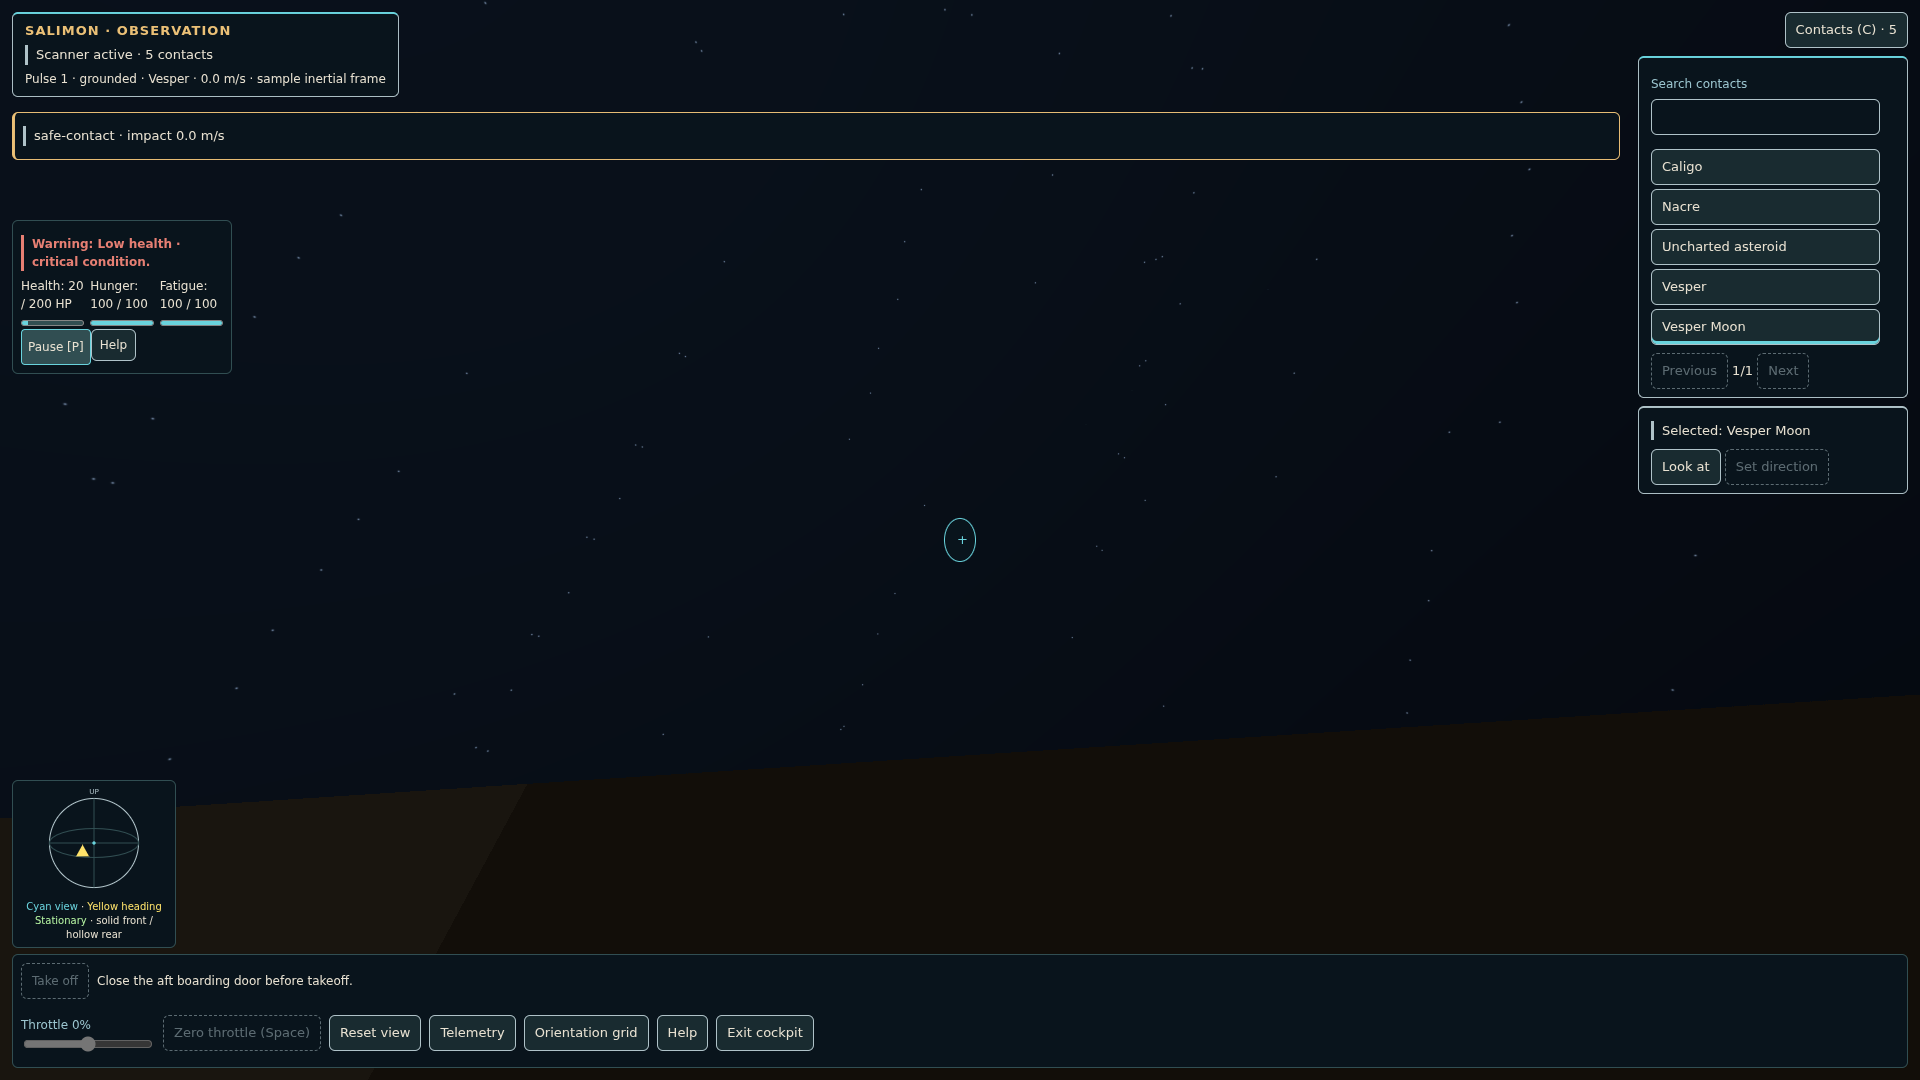 SALIMON · OBSERVATION
Scanner active · 5 contacts
Pulse 1 · grounded · Vesper · 0.0 m/s · sample inertial frame
Contacts (C) · 5
safe-contact · impact 0.0 m/s
Search contacts
Caligo
Nacre
Uncharted asteroid
Vesper
Vesper Moon
Previous 1/1 Next
Selected: Vesper Moon
Look at Set direction
Warning: Low health ·
critical condition.
Health: 20 Hunger: Fatigue:
/ 200 HP 100 / 100 100 / 100
Pause [P] Help
+
UP
Cyan view · Yellow heading
Stationary · solid front /
hollow rear
Take off Close the aft boarding door before takeoff.
Throttle 0%
Zero throttle (Space) Reset view Telemetry Orientation grid Help Exit cockpit